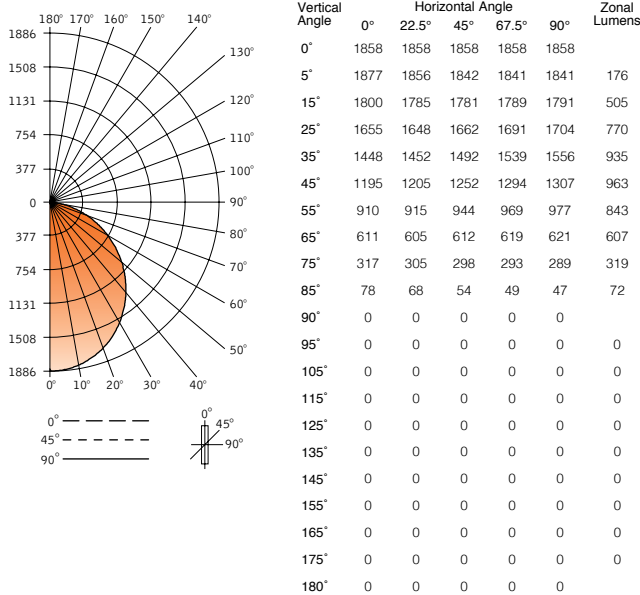 180° 170° 160° 150° 140°
1886
1508
1131
754
377
0
377
754
1131
1508
1886
130°
120°
110°
100°
90°
80°
70°
60°
50°
0° 10° 20° 30° 40°
0°
45°
90°
0°
45°
90°
Vertical Angle Horizontal Angle Zonal Lumens
0° 22.5° 45° 67.5° 90°
0° 1858 1858 1858 1858 1858
5° 1877 1856 1842 1841 1841 176
15° 1800 1785 1781 1789 1791 505
25° 1655 1648 1662 1691 1704 770
35° 1448 1452 1492 1539 1556 935
45° 1195 1205 1252 1294 1307 963
55° 910 915 944 969 977 843
65° 611 605 612 619 621 607
75° 317 305 298 293 289 319
85° 78 68 54 49 47 72
90° 0 0 0 0 0
95° 0 0 0 0 0 0
105° 0 0 0 0 0 0
115° 0 0 0 0 0 0
125° 0 0 0 0 0 0
135° 0 0 0 0 0 0
145° 0 0 0 0 0 0
155° 0 0 0 0 0 0
165° 0 0 0 0 0 0
175° 0 0 0 0 0 0
180° 0 0 0 0 0